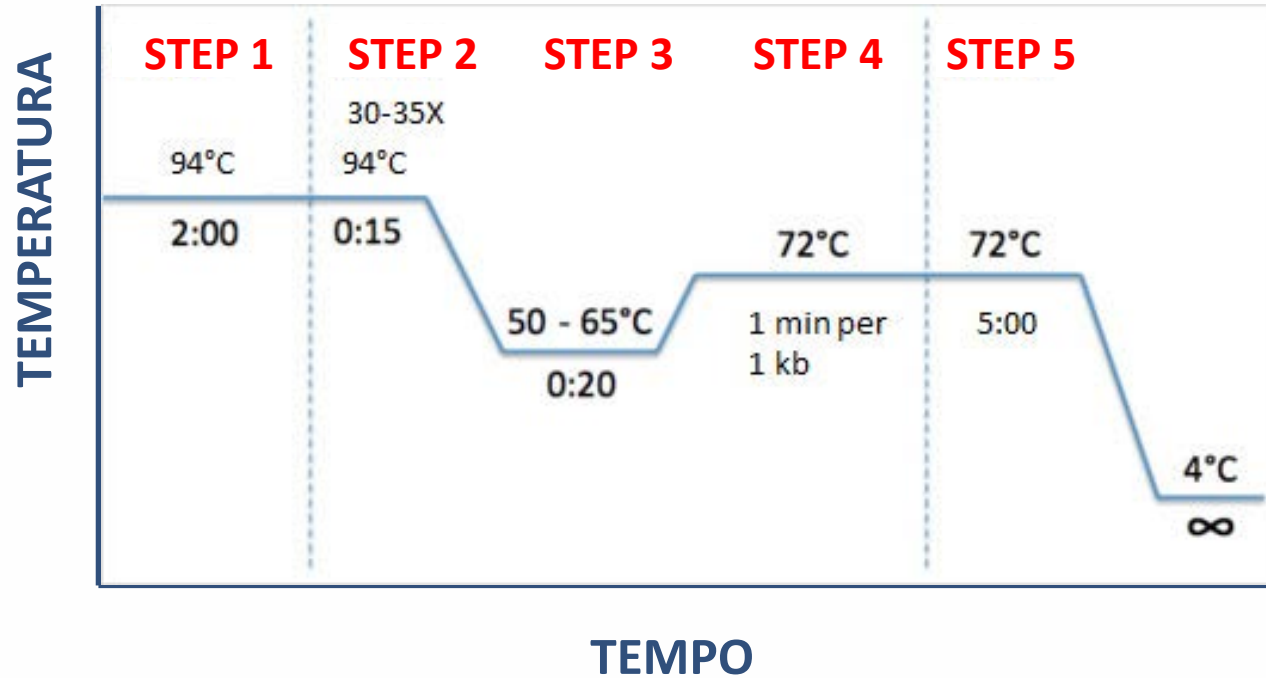 TEMPERATURA
STEP 1
STEP 2
STEP 3
STEP 4
STEP 5
30-35X
94°C
94°C
2:00
0:15
50 - 65°C
0:20
72°C
1 min per
1 kb
72°C
5:00
4°C
∞
TEMPO